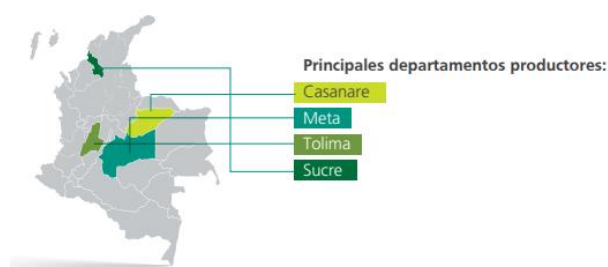 Principales departamentos productores:
Casanare
Meta
Tolima
Sucre